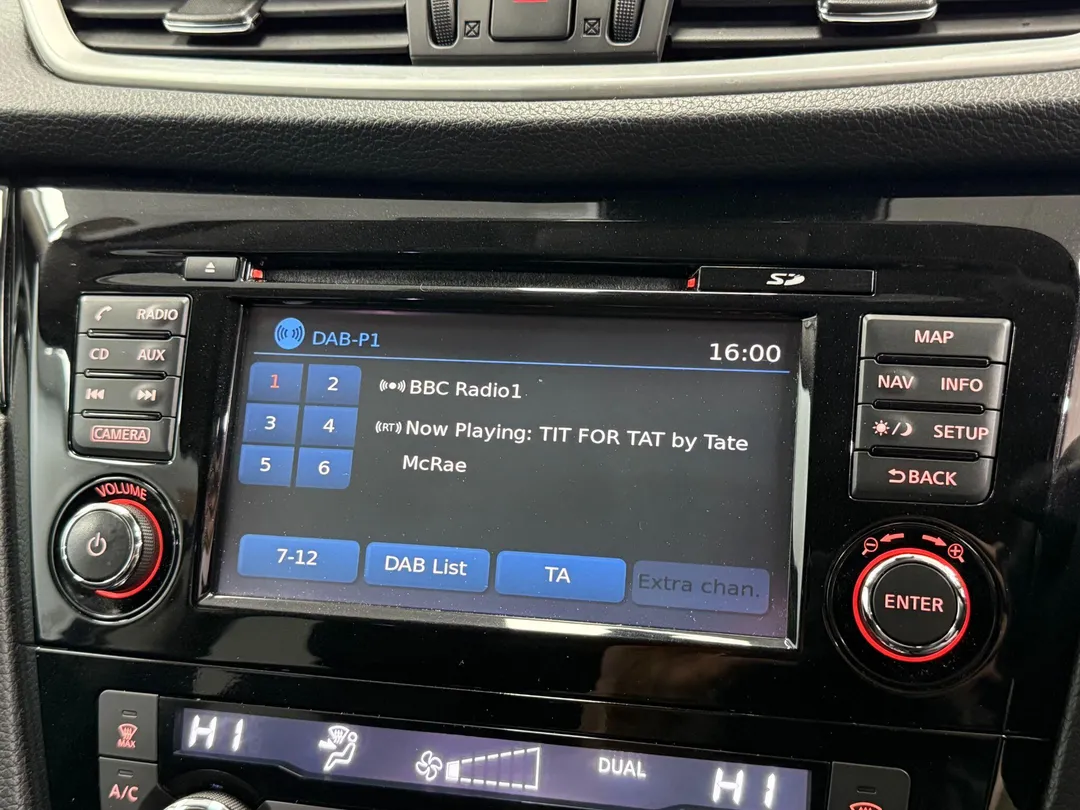 SD
RADIO
CD AUX
CAMERA
VOLUME
DAB-P1
16:00
1 2
BBC Radio1
3 4
(RT) Now Playing: TIT FOR TAT by Tate
McRae
5 6
7-12
DAB List
TA
Extra chan.
MAP
NAV INFO
SETUP
BACK
ENTER
MAX
A/C
HI
DUAL
HI